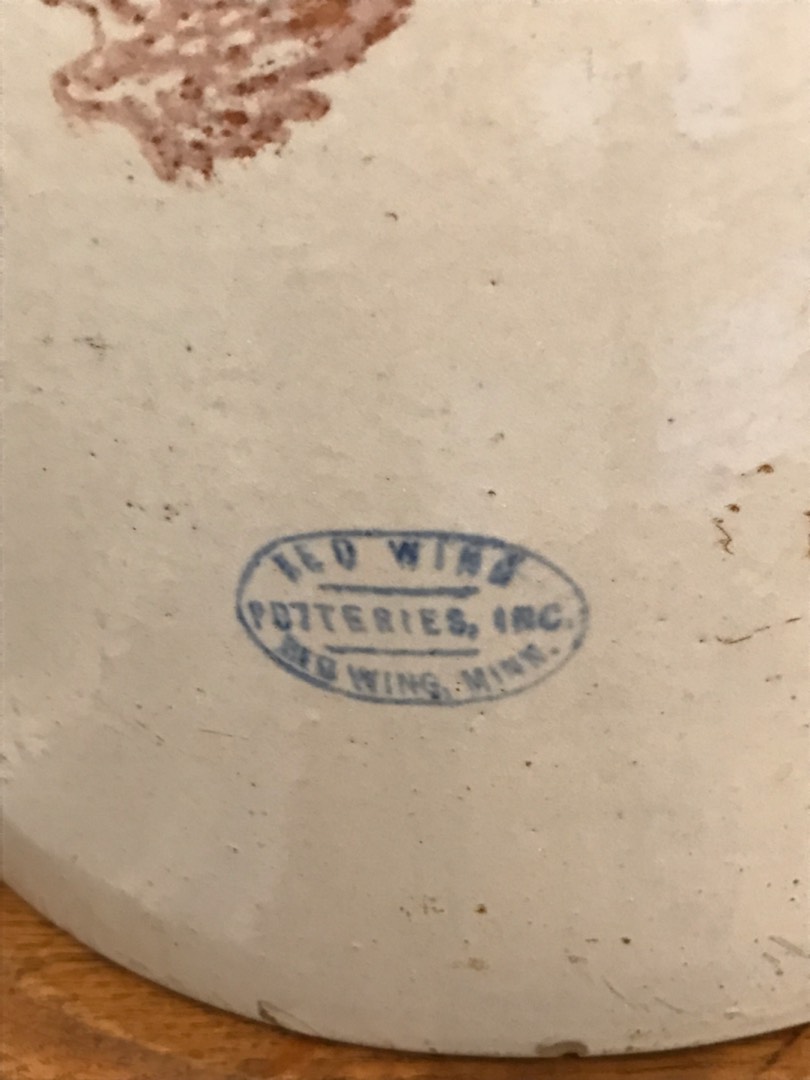 RED WING
POTTERIES, INC.
RED WING, MINN.